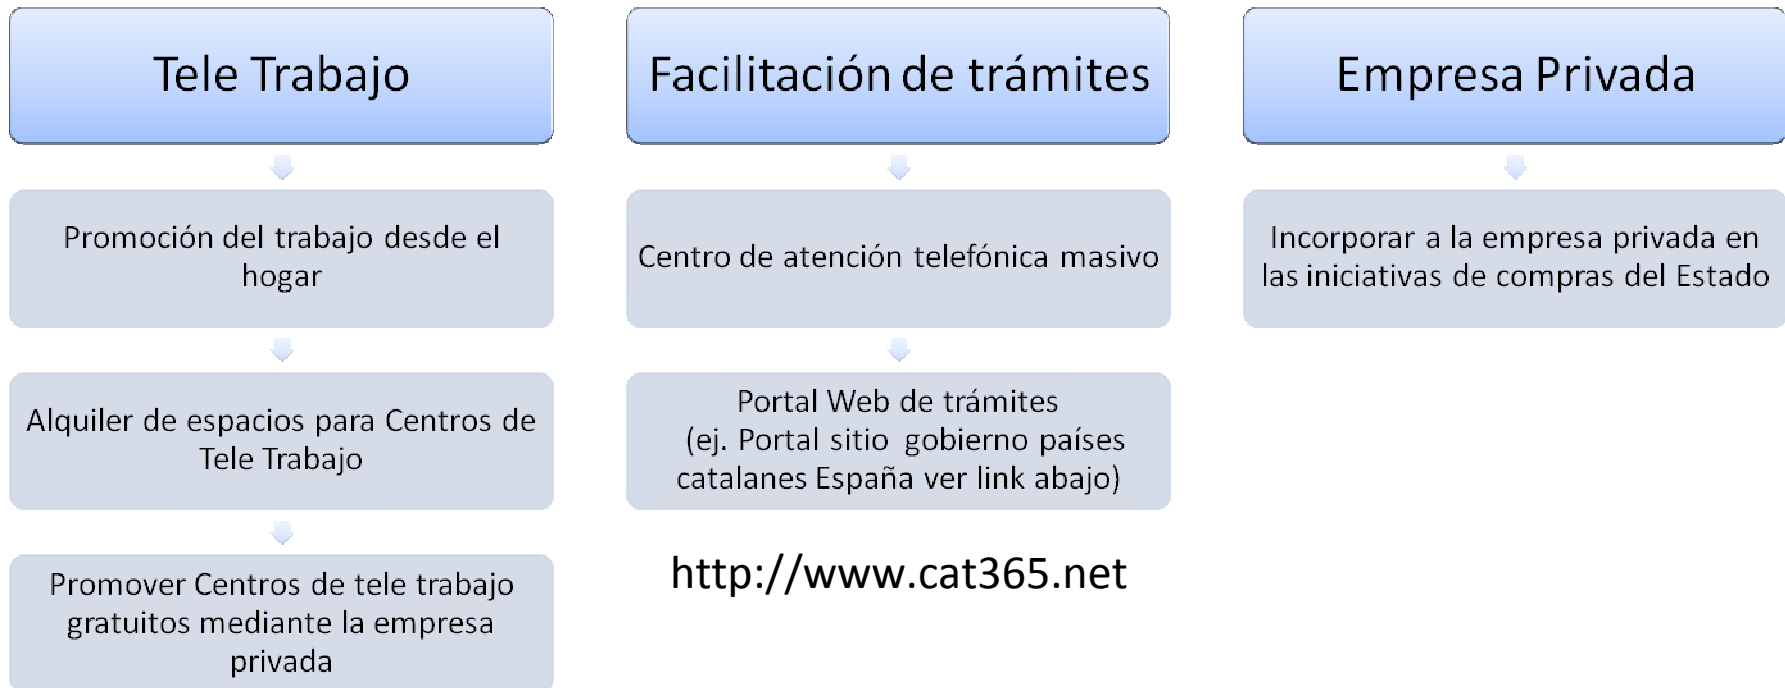 Tele Trabajo
Promoción del trabajo desde el
hogar
Alquiler de espacios para Centros de
Tele Trabajo
Promover Centros de tele trabajo
gratuitos mediante la empresa
privada
Facilitación de trámites
Centro de atención telefónica masivo
Portal Web de trámites
(ej. Portal sitio gobierno países
catalanes España ver link abajo)
http://www.cat365.net
Empresa Privada
Incorporar a la empresa privada en
las iniciativas de compras del Estado